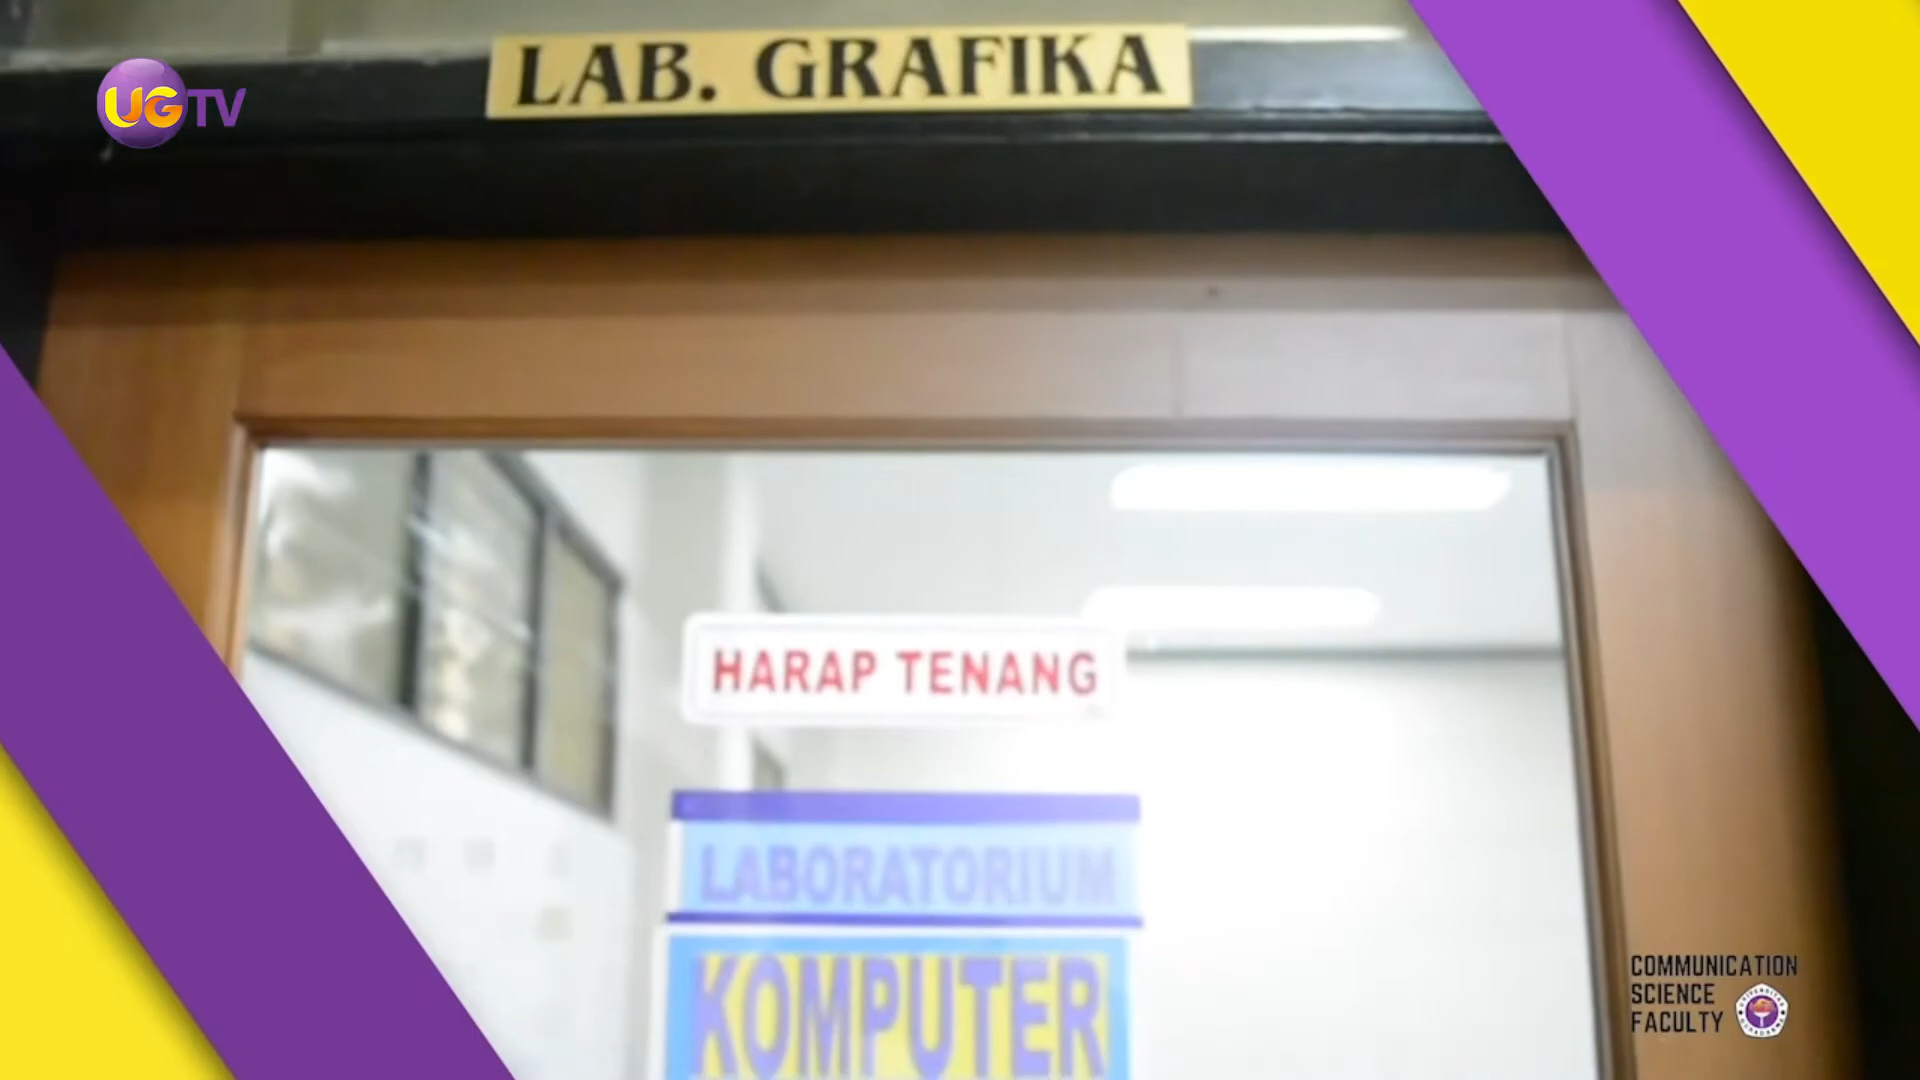 LAB. GRAFIKA
UGTV
HARAP TENANG
LABORATORIUM
KOMPUTER
COMMUNICATION
SCIENCE
FACULTY